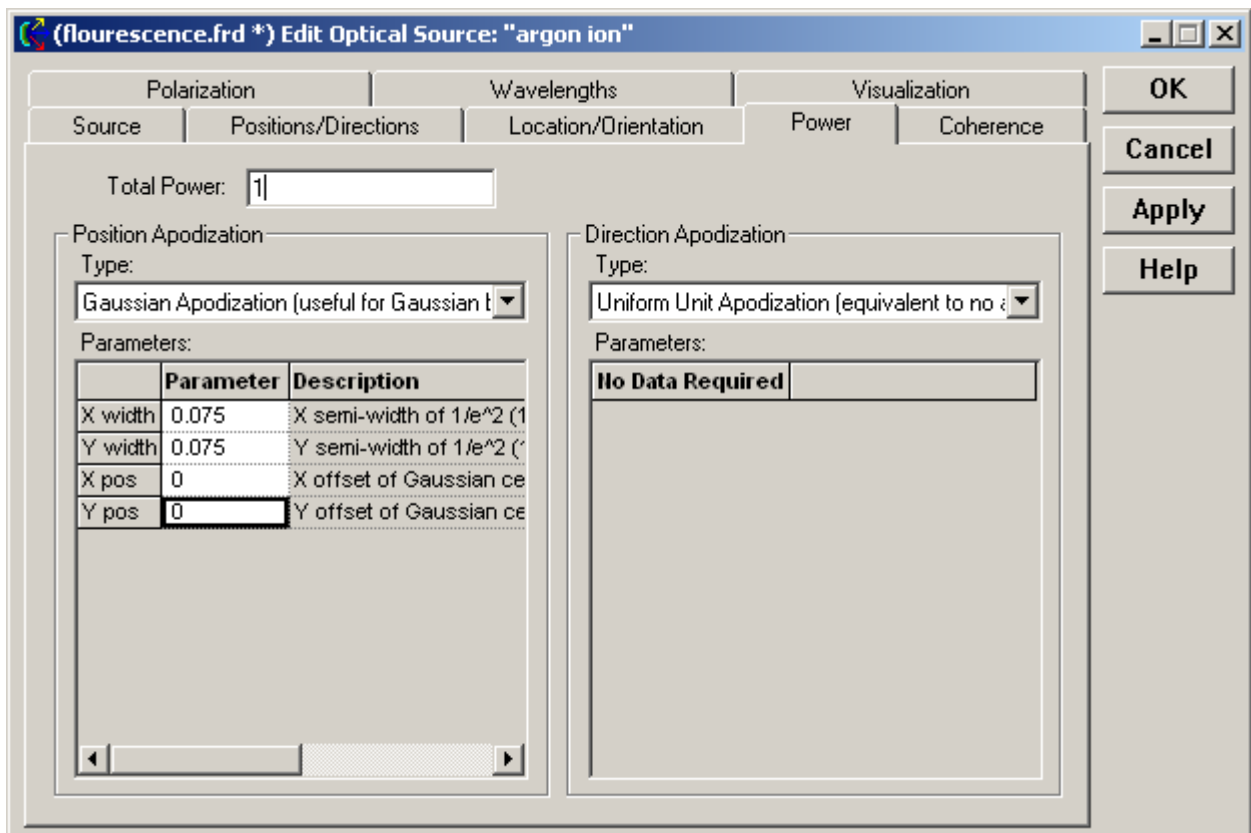 (flourescence.frd *) Edit Optical Source: "argon ion"
Polarization Wavelengths Visualization
Source Positions/Directions Location/Orientation Power Coherence
OK
Cancel
Apply
Help
Total Power: 1
Position Apodization
Type:
Gaussian Apodization (useful for Gaussian
Parameters:
Parameter Description
X width 0.075 X semi-width of 1/e^2 (1
Y width 0.075 Y semi-width of 1/e^2 (
X pos 0 X offset of Gaussian ce
Y pos 0 Y offset of Gaussian ce
Direction Apodization
Type:
Uniform Unit Apodization (equivalent to no
Parameters:
No Data Required